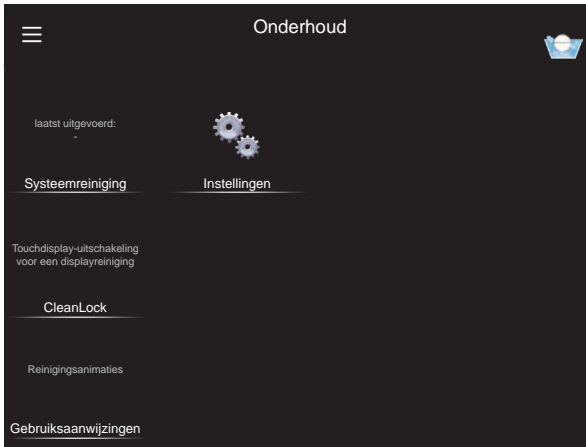 Onderhoud
laatst uitgevoerd:
-
Systeemreiniging
Instellingen
Touchdisplay-uitschakeling
voor een displayreiniging
CleanLock
Reinigingsanimaties
Gebruiksaanwijzingen